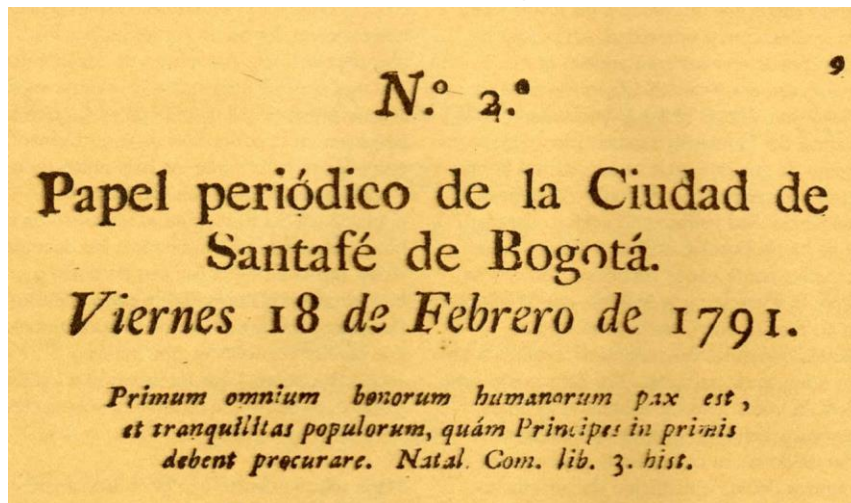 9
N.º 2.º
Papel periódico de la Ciudad de
Santafé de Bogotá.
Viernes 18 de Febrero de 1791.
Primum omnium bonorum humanorum pax est,
et tranquillitas populorum, quám Principes in primis
debent procurare. Natal. Com. lib. 3. hist.